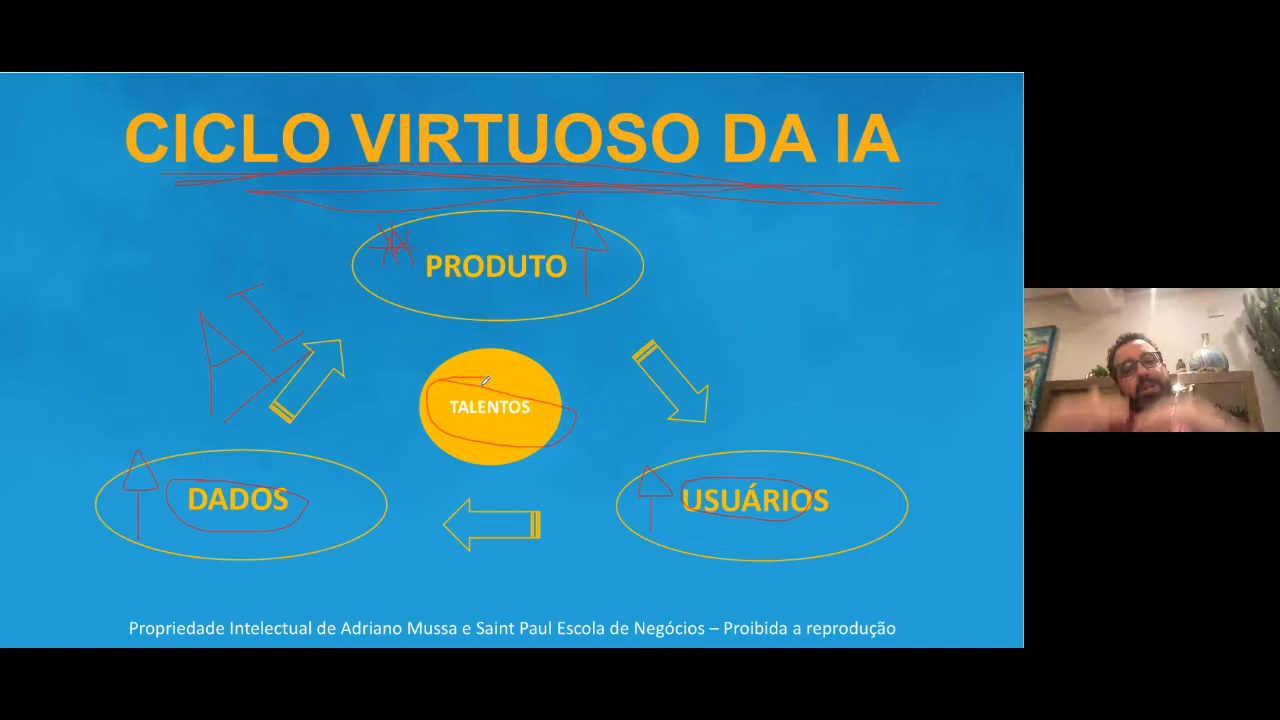 CICLO VIRTUOSO DA IA
PRODUTO
AI
TALENTOS
DADOS
USUÁRIOS
Propriedade Intelectual de Adriano Mussa e Saint Paul Escola de Negócios – Proibida a reprodução